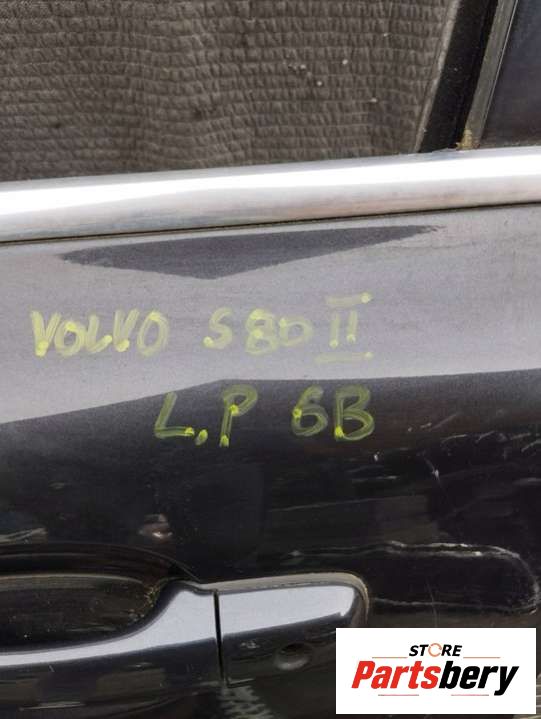 VOLVO S80 II
L.P 6B
STORE
Partsbery